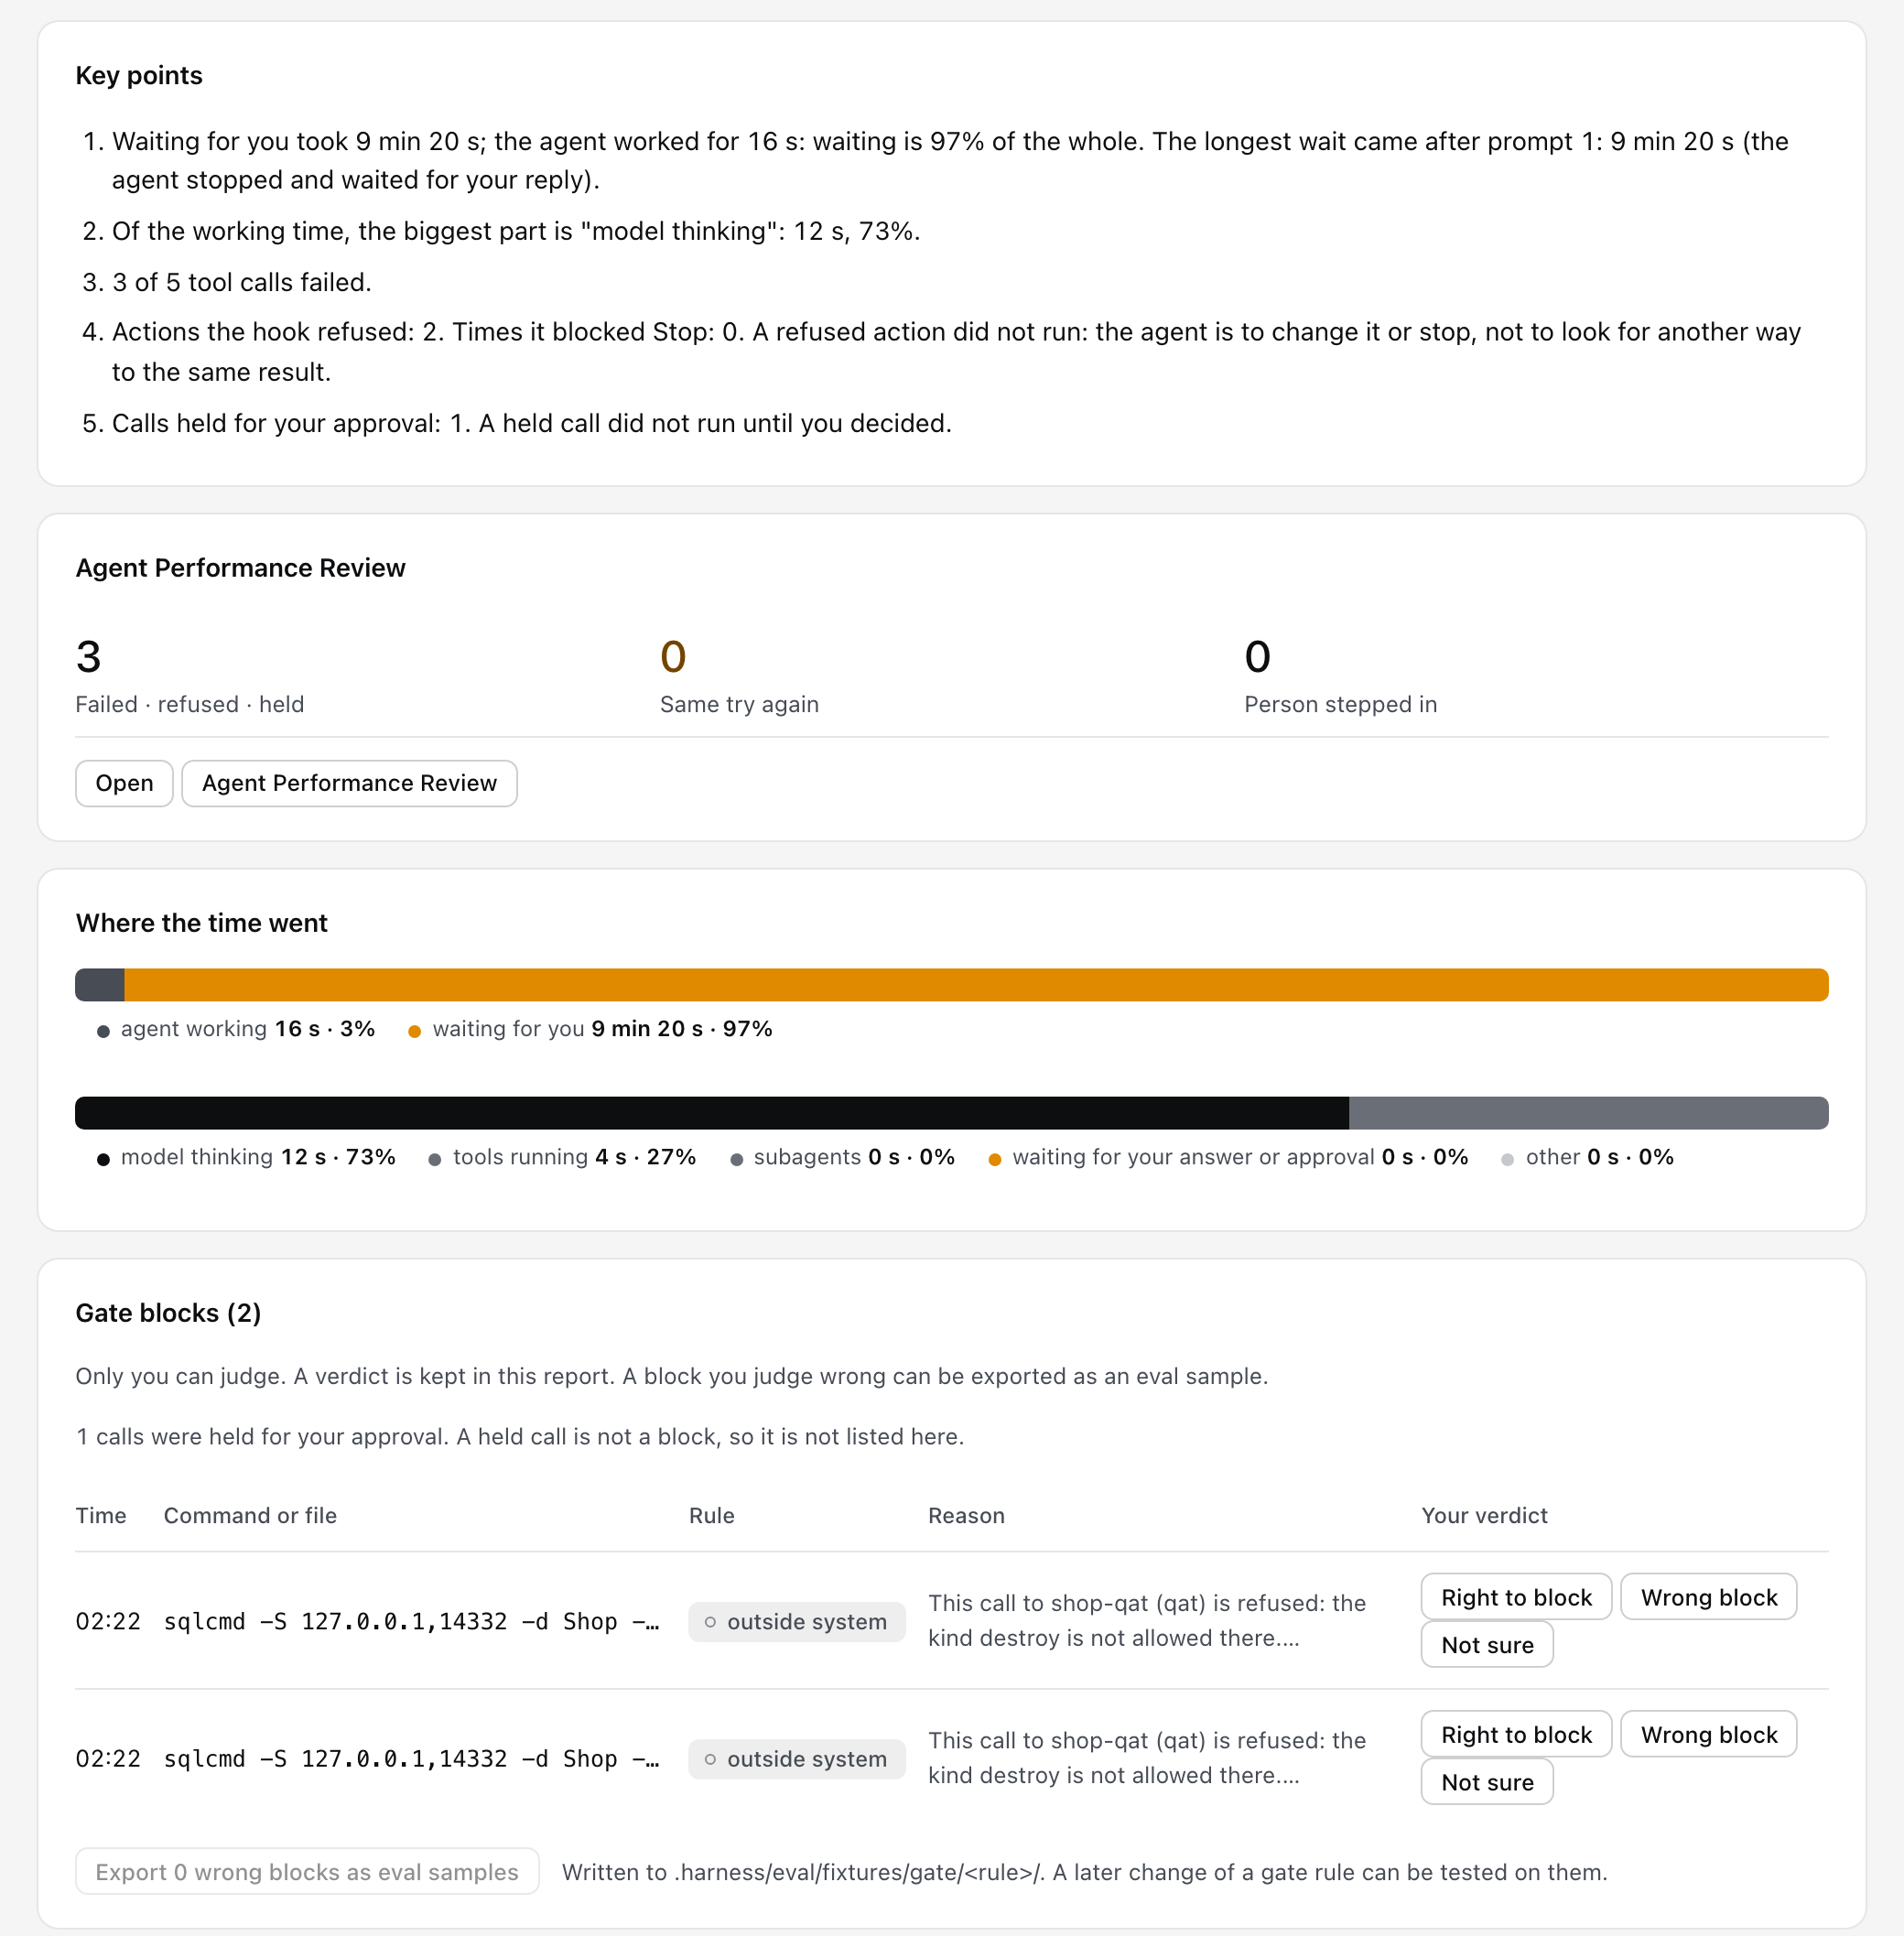 Key points
1. Waiting for you took 9 min 20 s; the agent worked for 16 s: waiting is 97% of the whole. The longest wait came after prompt 1: 9 min 20 s (the
agent stopped and waited for your reply).
2. Of the working time, the biggest part is "model thinking": 12 s, 73%.
3. 3 of 5 tool calls failed.
4. Actions the hook refused: 2. Times it blocked Stop: 0. A refused action did not run: the agent is to change it or stop, not to look for another way
to the same result.
5. Calls held for your approval: 1. A held call did not run until you decided.
Agent Performance Review
3 0 0
Failed · refused · held Same try again Person stepped in
Open Agent Performance Review
Where the time went
agent working 16 s · 3% waiting for you 9 min 20 s · 97%
model thinking 12 s · 73% tools running 4 s · 27% subagents 0 s · 0% waiting for your answer or approval 0 s · 0% other 0 s · 0%
Gate blocks (2)
Only you can judge. A verdict is kept in this report. A block you judge wrong can be exported as an eval sample.
1 calls were held for your approval. A held call is not a block, so it is not listed here.
Time Command or file Rule Reason Your verdict
02:22 sqlcmd -S 127.0.0.1,14332 -d Shop -… outside system This call to shop-qat (qat) is refused: the
kind destroy is not allowed there.... Right to block Wrong block
Not sure
02:22 sqlcmd -S 127.0.0.1,14332 -d Shop -… outside system This call to shop-qat (qat) is refused: the
kind destroy is not allowed there.... Right to block Wrong block
Not sure
Export 0 wrong blocks as eval samples Written to .harness/eval/fixtures/gate/<rule>/. A later change of a gate rule can be tested on them.